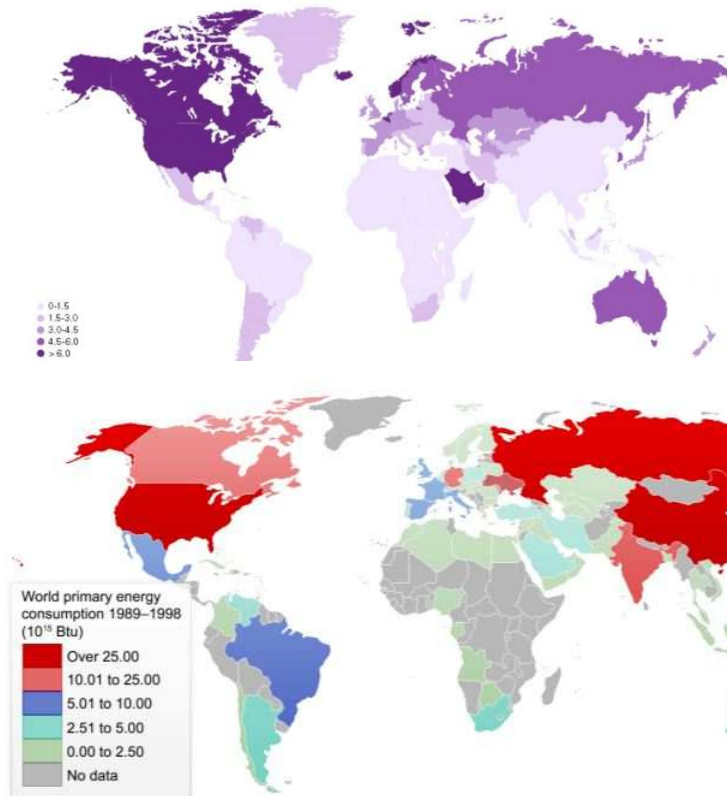 0-1.5
1.5-3.0
3.0-4.5
4.5-6.0
> 6.0
World primary energy
consumption 1989–1998
(10¹⁵ Btu)
Over 25.00
10.01 to 25.00
5.01 to 10.00
2.51 to 5.00
0.00 to 2.50
No data